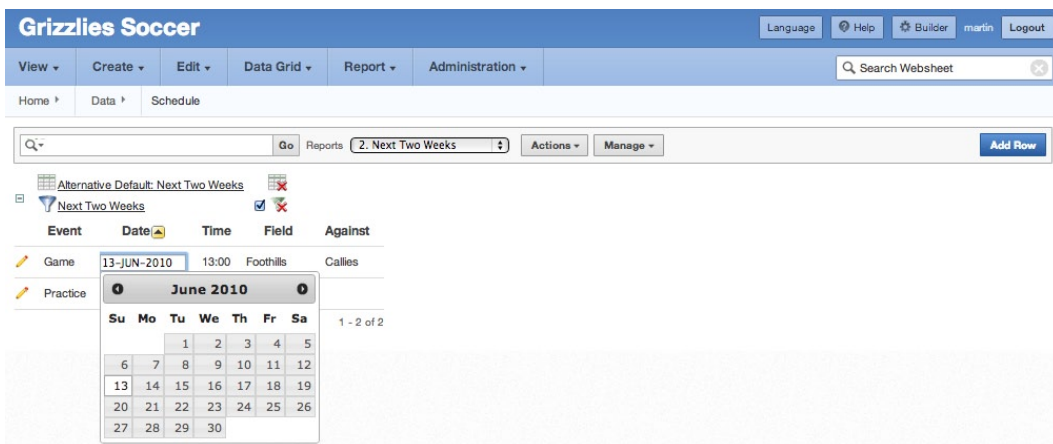 Grizzlies Soccer
Language Help Builder martin Logout
View Create Edit Data Grid Report Administration Search Websheet
Home Data Schedule
Go Reports 2. Next Two Weeks Actions Manage Add Row
Alternative Default: Next Two Weeks
Next Two Weeks
Event Date Time Field Against
Game 13-JUN-2010 13:00 Foothills Callies
Practice
June 2010
Su Mo Tu We Th Fr Sa
1 2 3 4 5
6 7 8 9 10 11 12
13 14 15 16 17 18 19
20 21 22 23 24 25 26
27 28 29 30
1 - 2 of 2